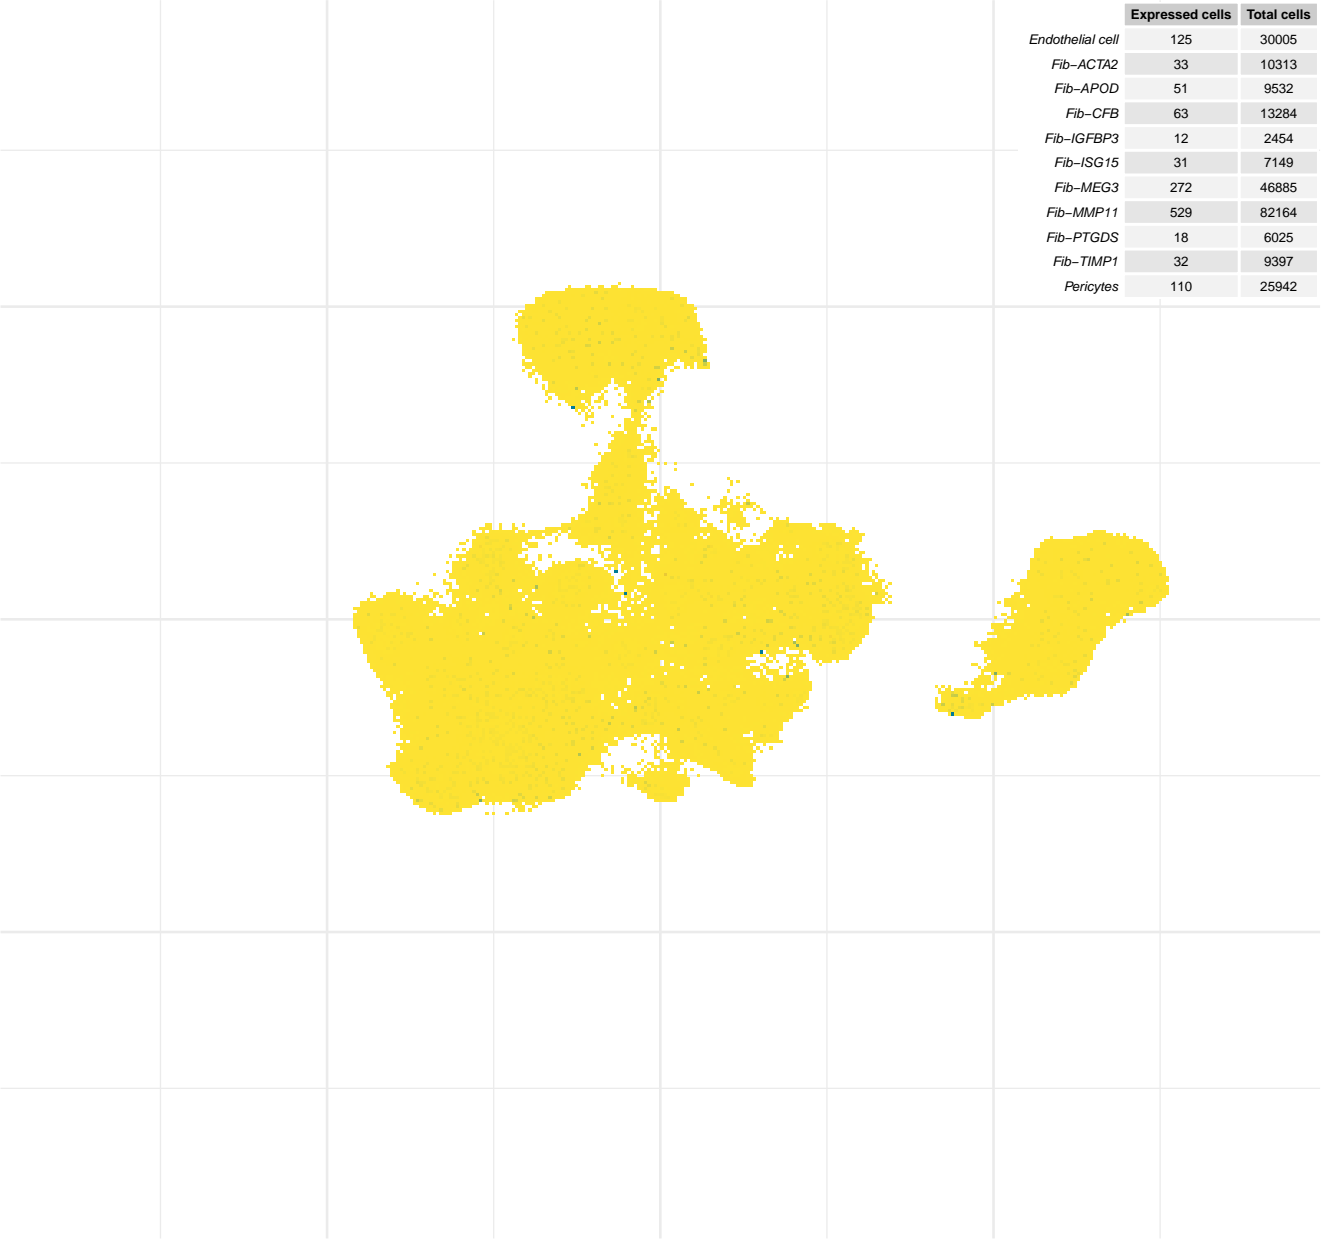 Expressed cells Total cells
Endothelial cell 125 30005
Fib−ACTA2 33 10313
Fib−APOD 51 9532
Fib−CFB 63 13284
Fib−IGFBP3 12 2454
Fib−ISG15 31 7149
Fib−MEG3 272 46885
Fib−MMP11 529 82164
Fib−PTGDS 18 6025
Fib−TIMP1 32 9397
Pericytes 110 25942